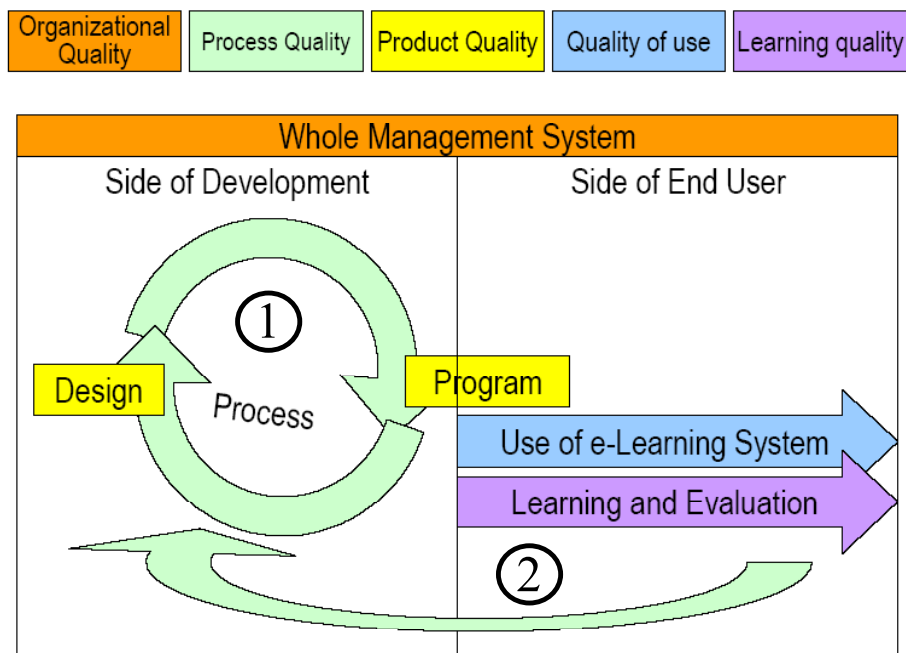 Organizational
Quality
Process Quality
Product Quality
Quality of use
Learning quality
Whole Management System
Side of Development
Side of End User
①
Design
Process
Program
Use of e-Learning System
Learning and Evaluation
②